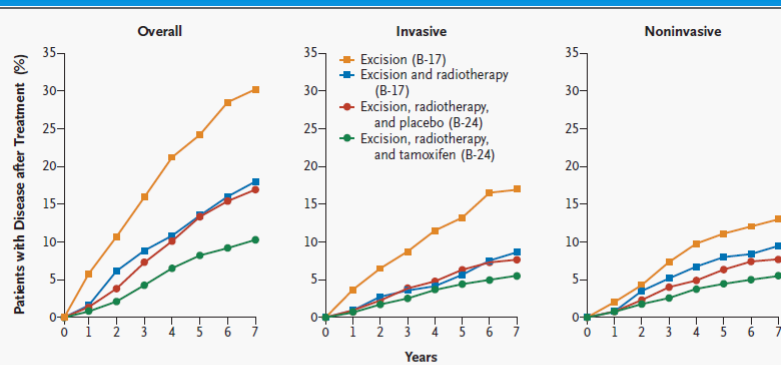 Overall
Invasive
Noninvasive
Patients with Disease after Treatment (%)
35
30
25
20
15
10
5
0
0 1 2 3 4 5 6 7
35
30
25
20
15
10
5
0
0 1 2 3 4 5 6 7
Excision (B-17)
Excision and radiotherapy
(B-17)
Excision, radiotherapy,
and placebo (B-24)
Excision, radiotherapy,
and tamoxifen (B-24)
35
30
25
20
15
10
5
0
0 1 2 3 4 5 6 7
Years